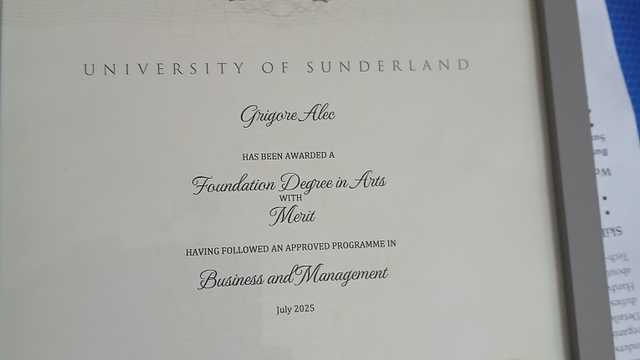 UNIVERSITY OF SUNDERLAND
Grigore Alec
HAS BEEN AWARDED A
Foundation Degree in Arts
WITH
Merit
HAVING FOLLOWED AN APPROVED PROGRAMME IN
Business and Management
July 2025